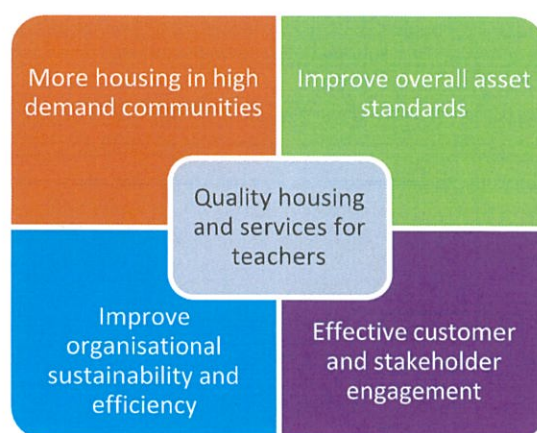 More housing in high
demand communities
Improve overall asset
standards
Quality housing
and services for
teachers
Improve
organisational
sustainability and
efficiency
Effective customer
and stakeholder
engagement